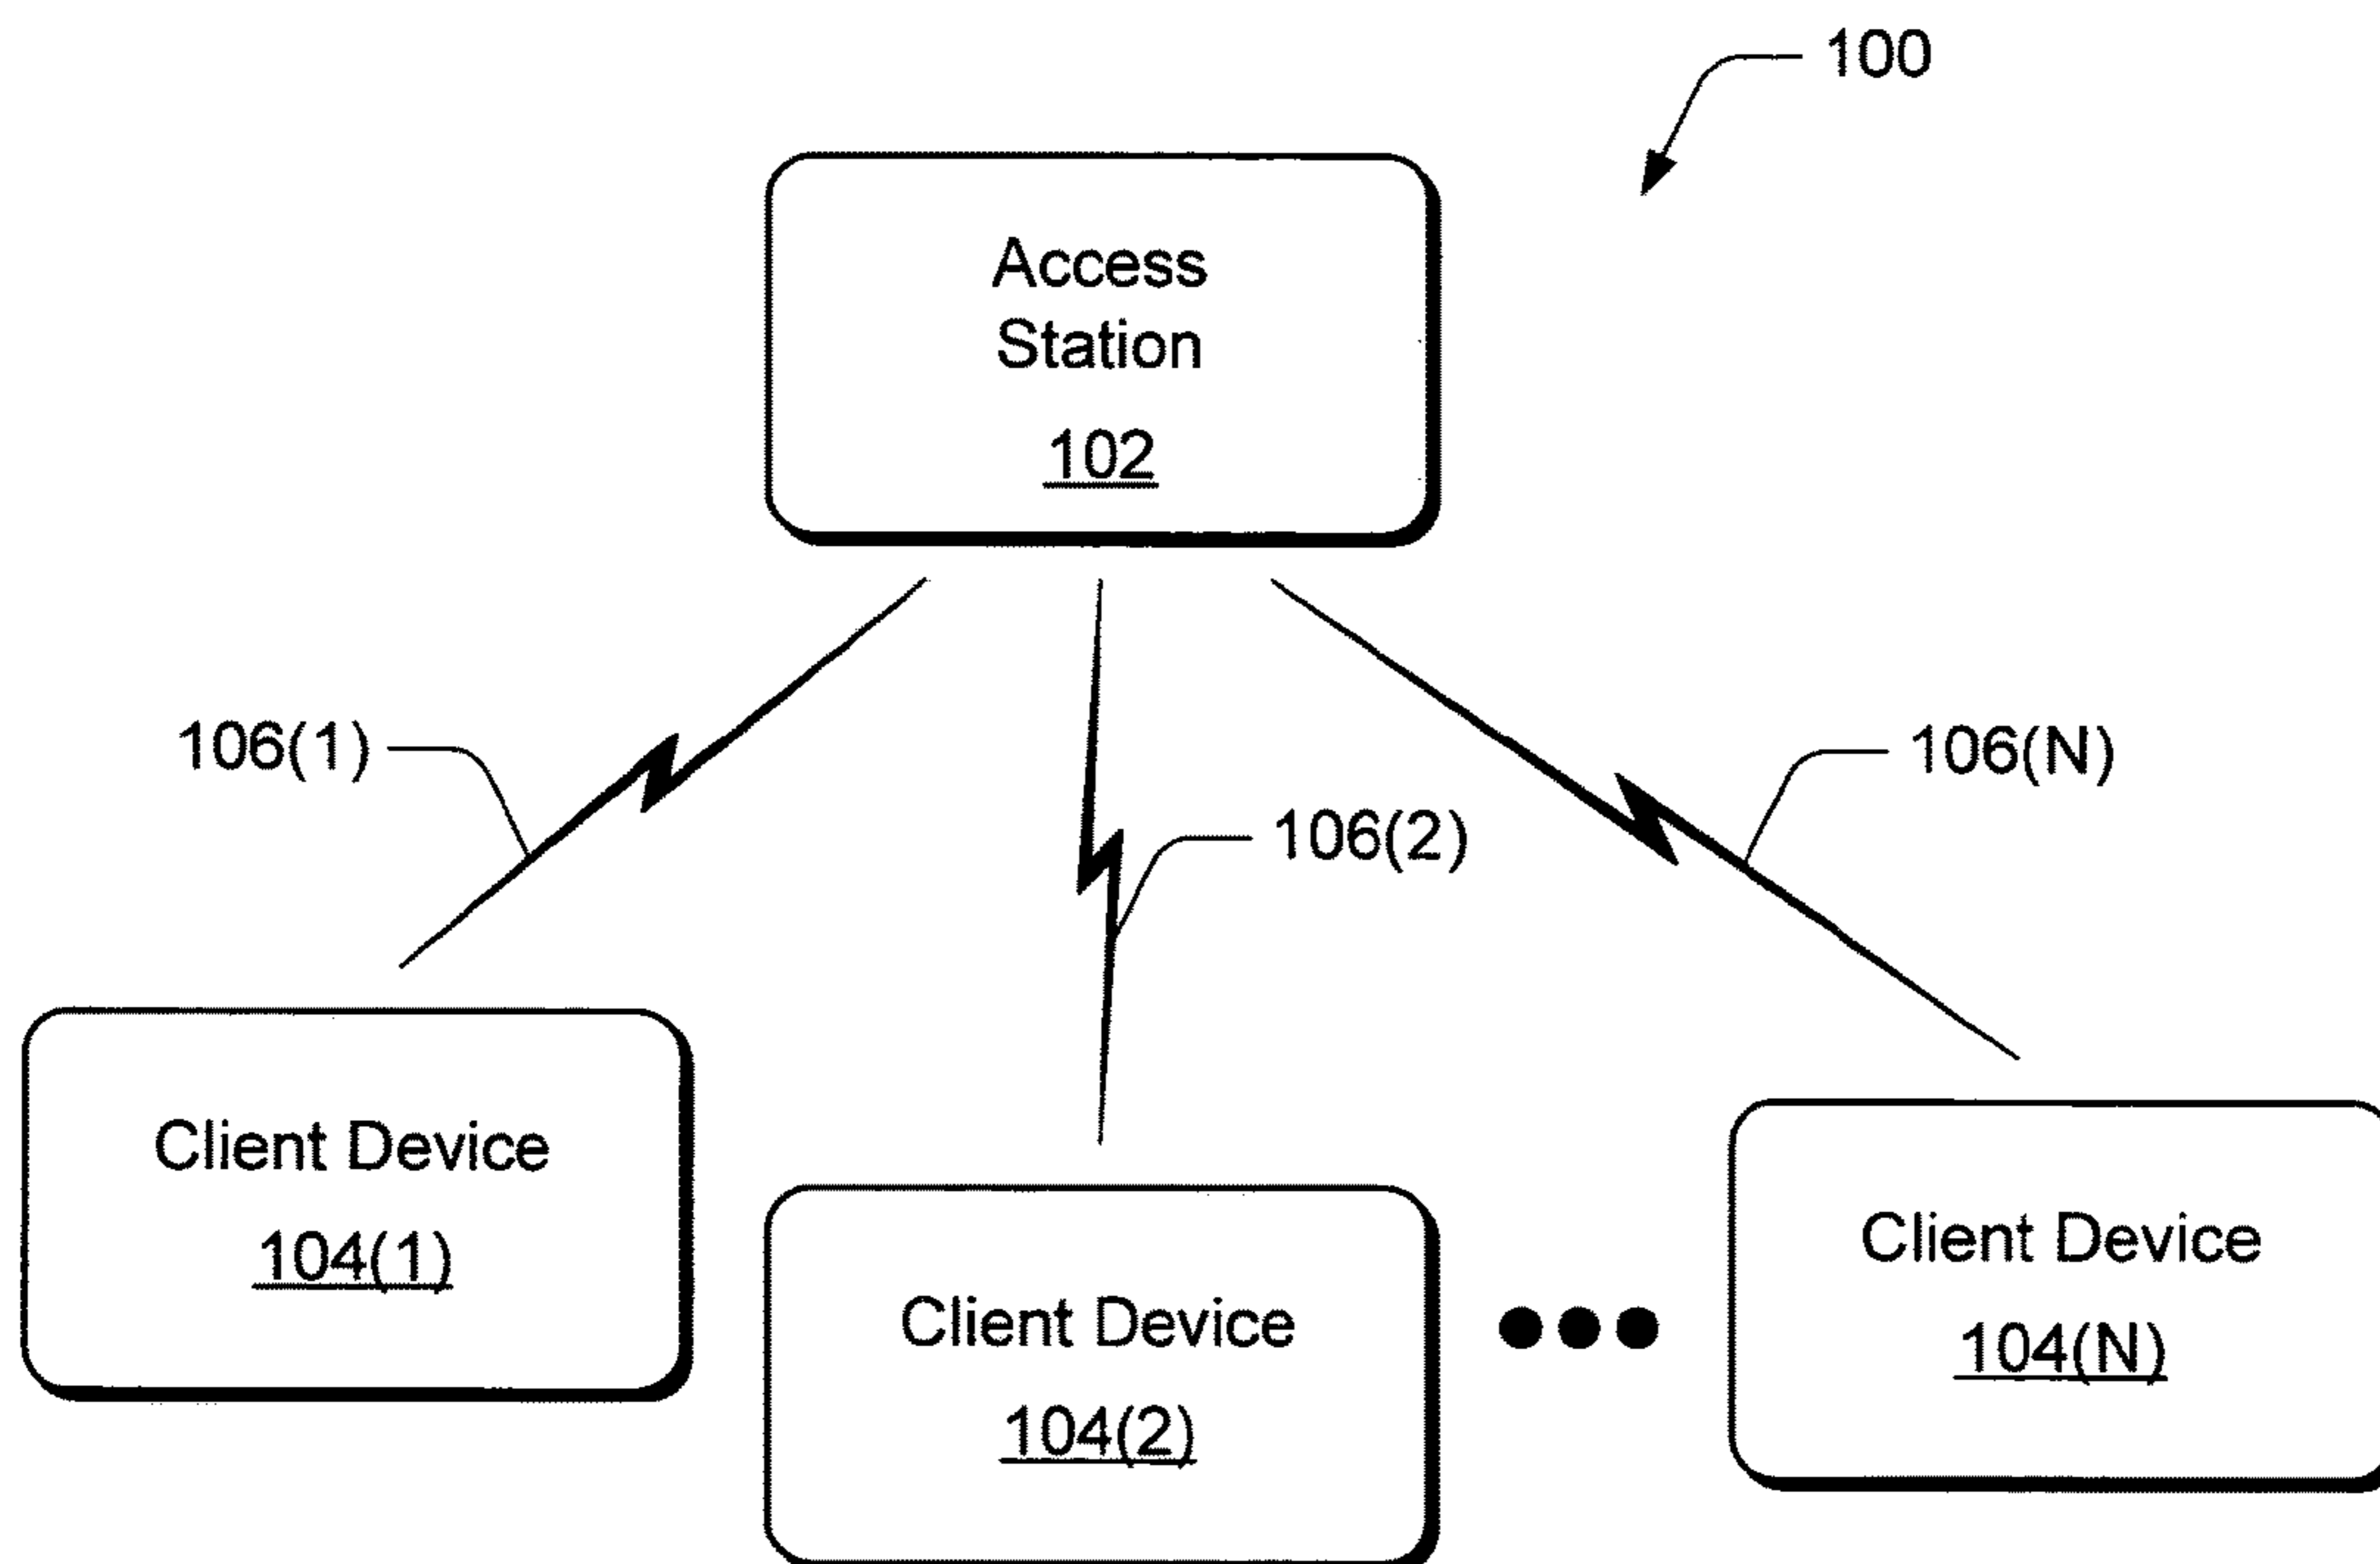 100
Access
Station
102
106(1)
106(N)
106(2)
Client Device
104(1)
Client Device
104(2)
Client Device
104(N)